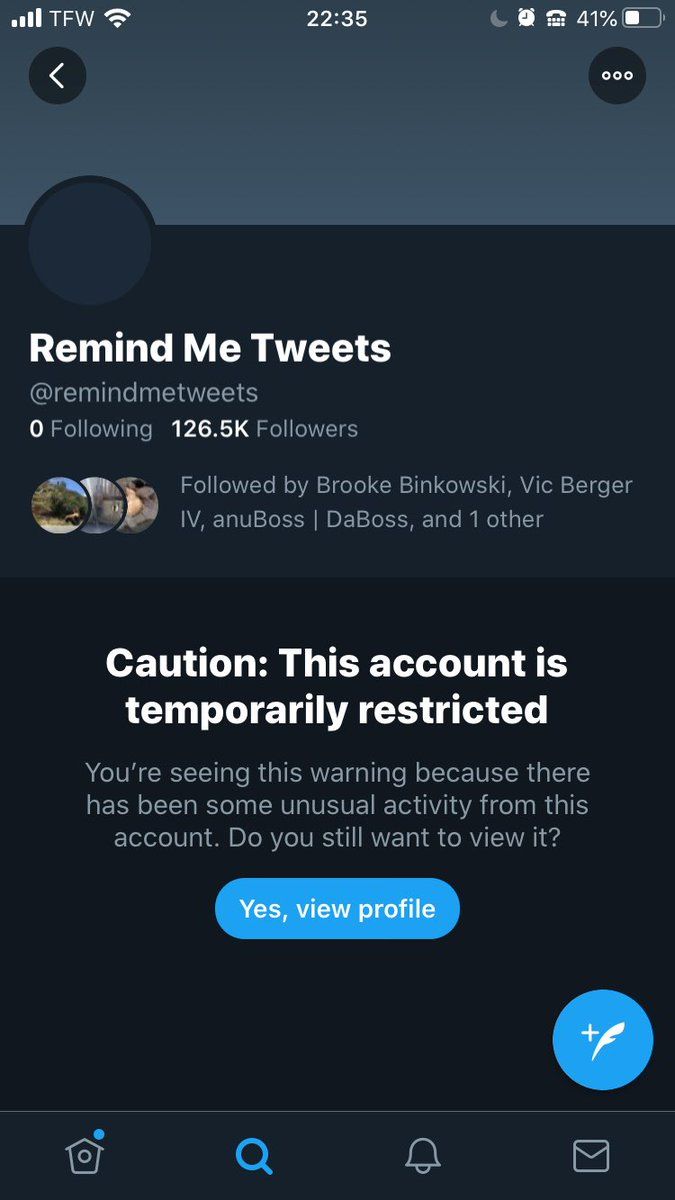 TFW 22:35 41%
Remind Me Tweets
@remindmetweets
0 Following 126.5K Followers
Followed by Brooke Binkowski, Vic Berger
IV, anuBoss | DaBoss, and 1 other
Caution: This account is
temporarily restricted
You’re seeing this warning because there
has been some unusual activity from this
account. Do you still want to view it?
Yes, view profile